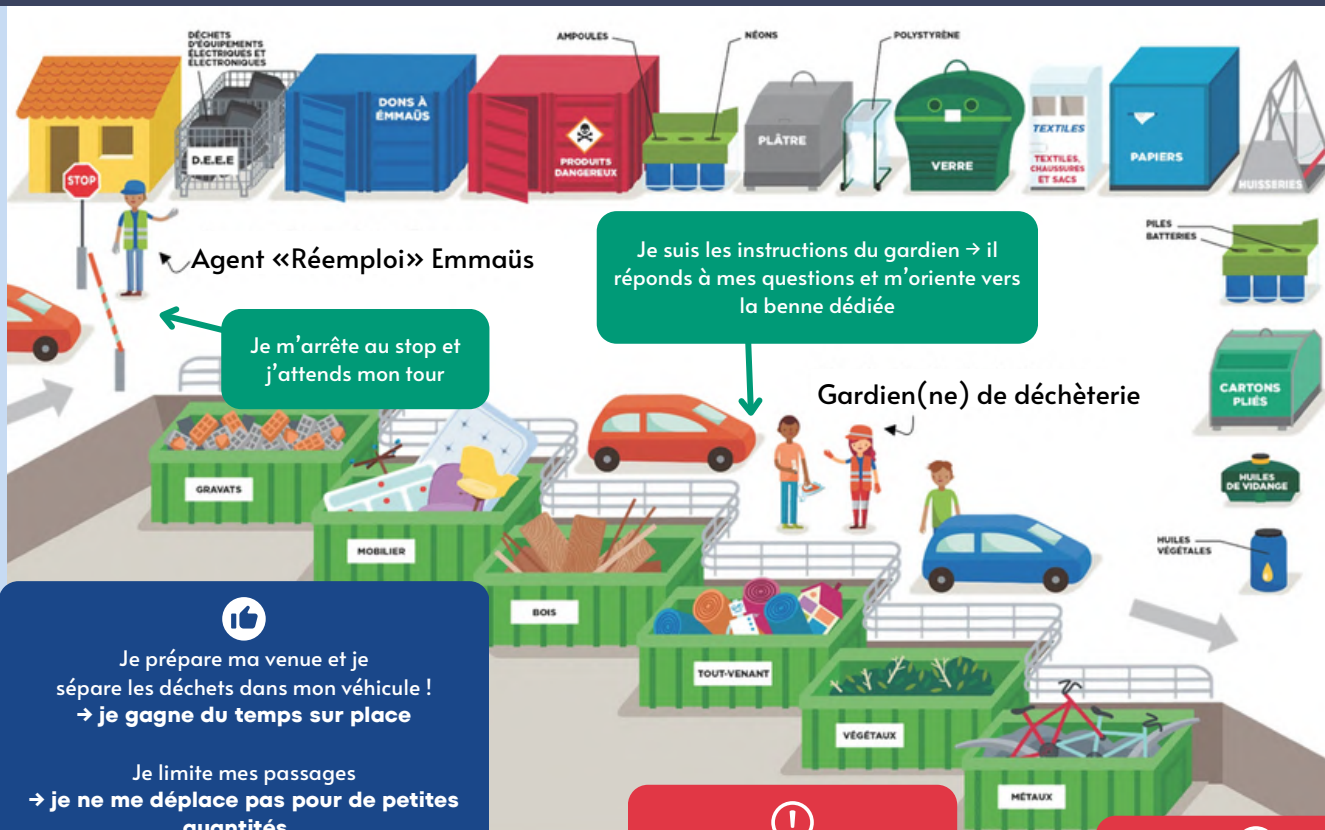 DÉCHETS
D'ÉQUIPEMENTS
ÉLECTRIQUES ET
ÉLECTRONIQUES
AMPOULES
NÉONS
POLYSTYRÈNE
D.E.E.E
DONS À
ÉMMAÜS
PRODUITS
DANGEREUX
PLÂTRE
VERRE
TEXTILES
TEXTILES,
CHAUSSURES
ET SACS
PAPIERS
HUISSERIES
STOP
Agent «Réemploi» Emmaüs
Je suis les instructions du gardien → il
réponds à mes questions et m'oriente vers
la benne dédiée
PILES
BATTERIES
Je m'arrête au stop et
j'attends mon tour
Gardien(ne) de déchèterie
CARTONS
PLIÉS
HUILES
DE VIDANGE
HUILES
VÉGÉTALES
GRAVATS
MOBILIER
BOIS
TOUT-VENANT
VÉGÉTAUX
MÉTAUX
Je prépare ma venue et je
sépare les déchets dans mon véhicule !
→ je gagne du temps sur place
Je limite mes passages
→ je ne me déplace pas pour de petites
quantités